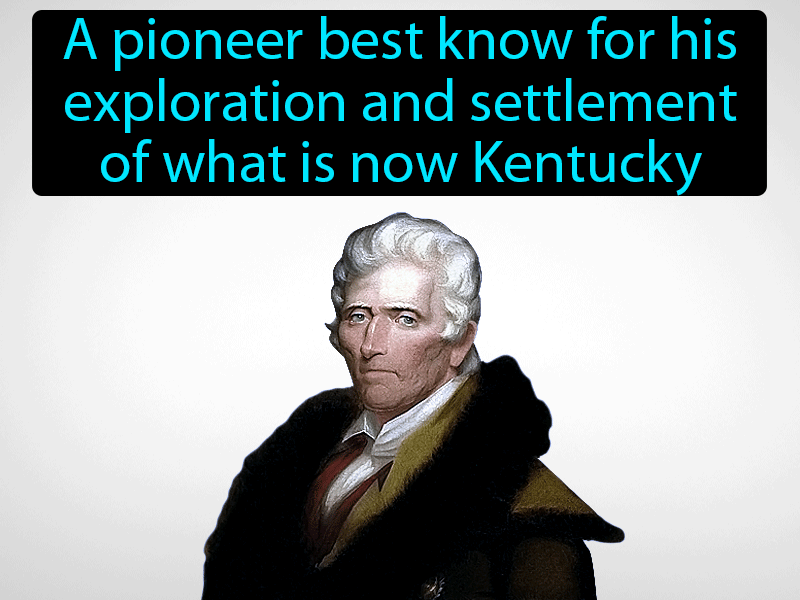 A pioneer best know for his
exploration and settlement
of what is now Kentucky